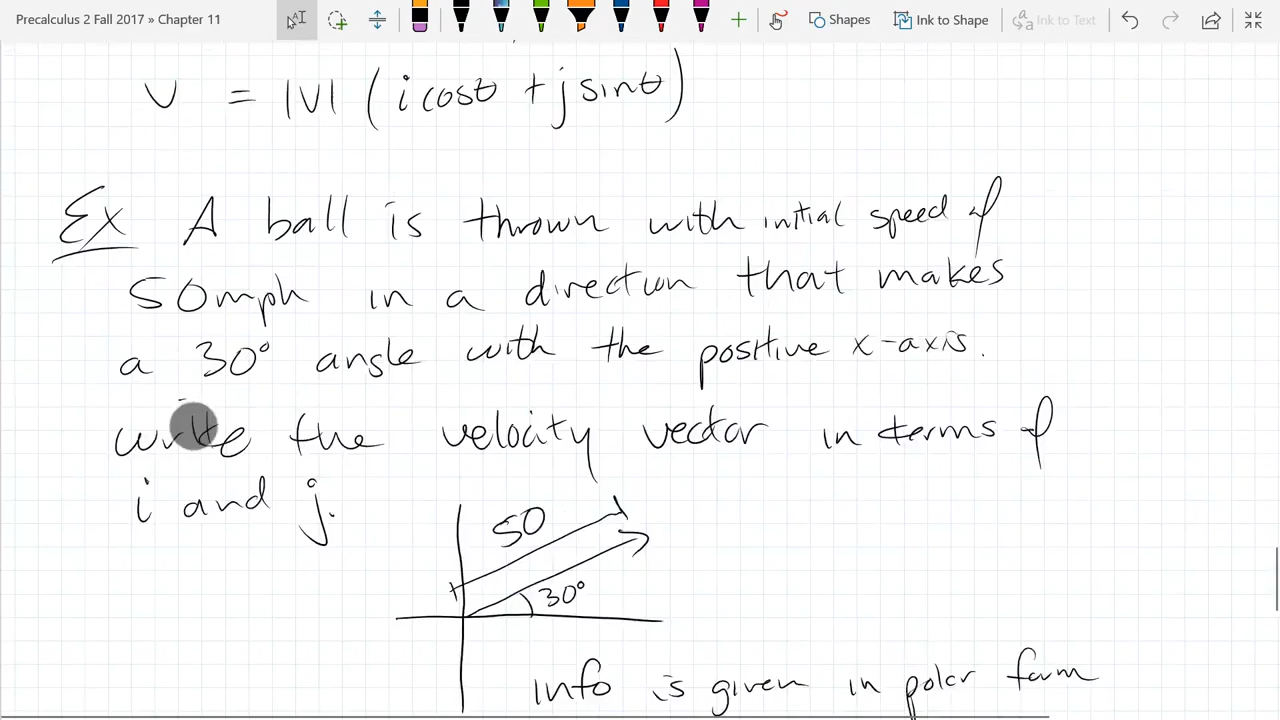 Precalculus 2 Fall 2017 » Chapter 11
Shapes
Ink to Shape
Ink to Text
V = |V| (i cosθ + j sinθ)
Ex A ball is thrown with initial speed of
50mph in a direction that makes
a 30° angle with the positive x-axis.
write the velocity vector in terms of
i and j.
50
30°
info is given in polar form